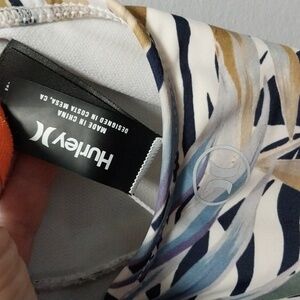 Hurley
MADE IN CHINA
DESIGNED IN COSTA MESA, CA